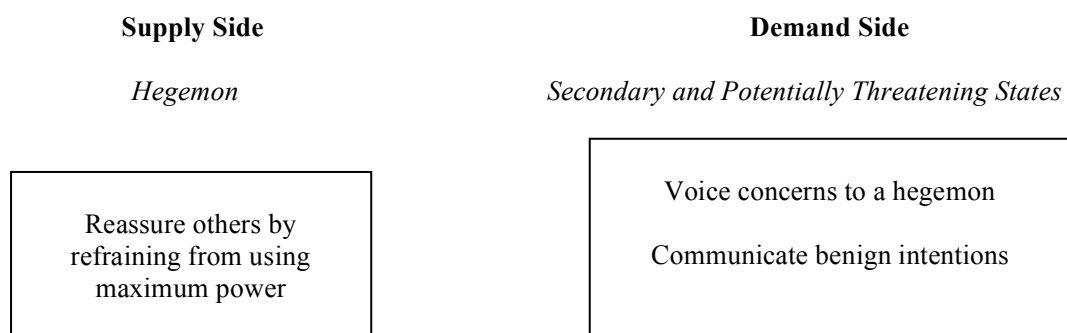 Supply Side
Demand Side
Hegemon
Secondary and Potentially Threatening States
Reassure others by
refraining from using
maximum power
Voice concerns to a hegemon
Communicate benign intentions